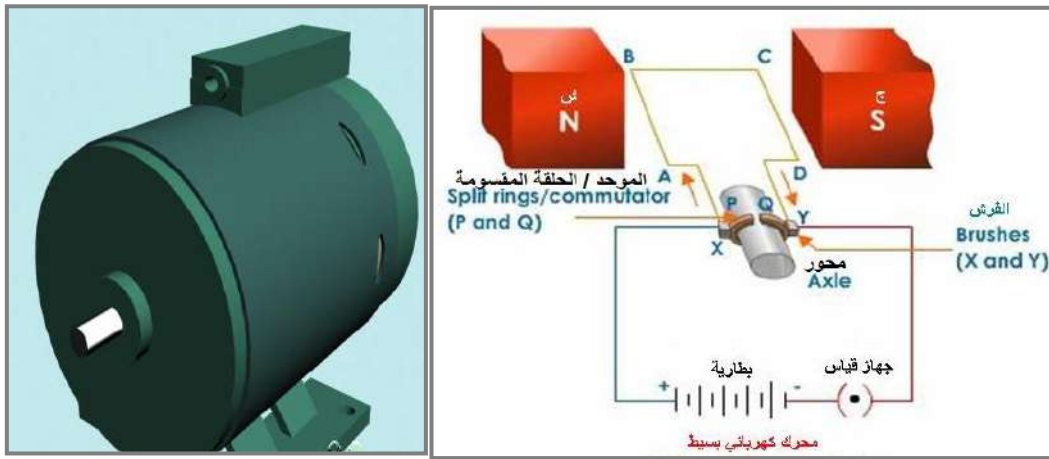 B
C
ش
N
ج
S
A
D
الموحد / الحلقة المقسومة
Split rings/commutator
(P and Q)
P
Q
Y
X
الفرش
Brushes
(X and Y)
محور
Axle
بطارية
جهاز قياس
+
-
محرك كهربائي بسيط